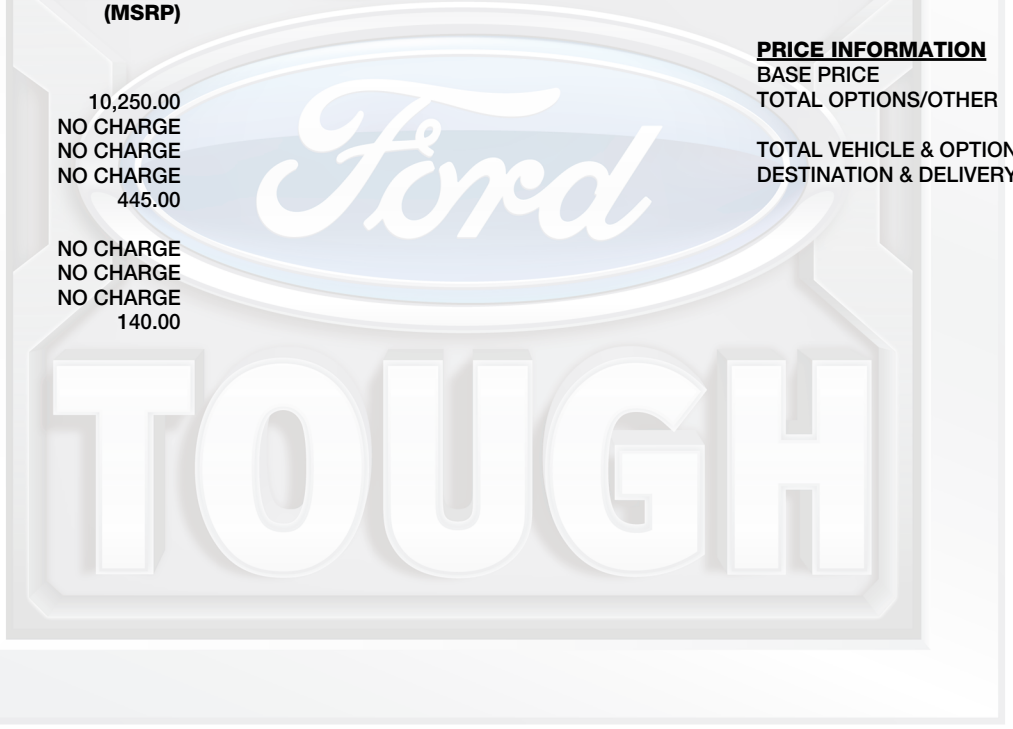 (MSRP)
10,250.00
NO CHARGE
NO CHARGE
NO CHARGE
445.00
NO CHARGE
NO CHARGE
NO CHARGE
140.00
PRICE INFORMATION
BASE PRICE
TOTAL OPTIONS/OTHER
TOTAL VEHICLE & OPTION
DESTINATION & DELIVERY
Ford
TOUGH